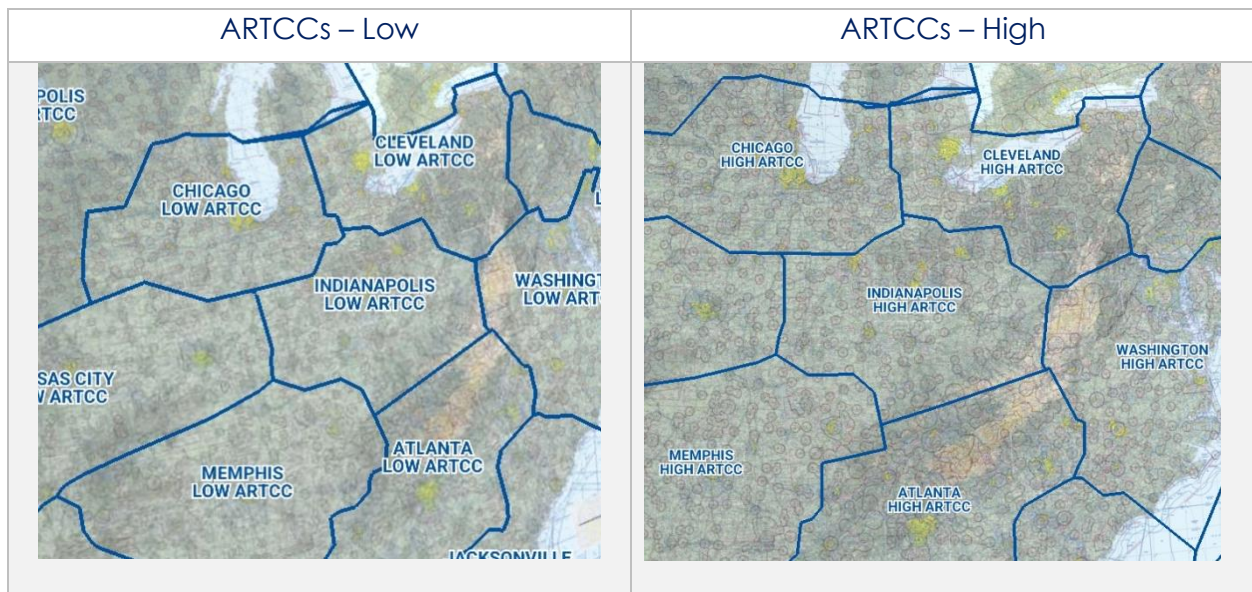 ARTCCs – Low
ARTCCs – High
POLIS
RTCC
CLEVELAND
LOW ARTCC
CHICAGO
LOW ARTCC
INDIANAPOLIS
LOW ARTCC
WASHINGT
LOW ART
SAS CITY
W ARTCC
ATLANTA
LOW ARTCC
MEMPHIS
LOW ARTCC
JACKSONVILLE
L
CHICAGO
HIGH ARTCC
CLEVELAND
HIGH ARTCC
INDIANAPOLIS
HIGH ARTCC
WASHINGTON
HIGH ARTCC
MEMPHIS
HIGH ARTCC
ATLANTA
HIGH ARTCC